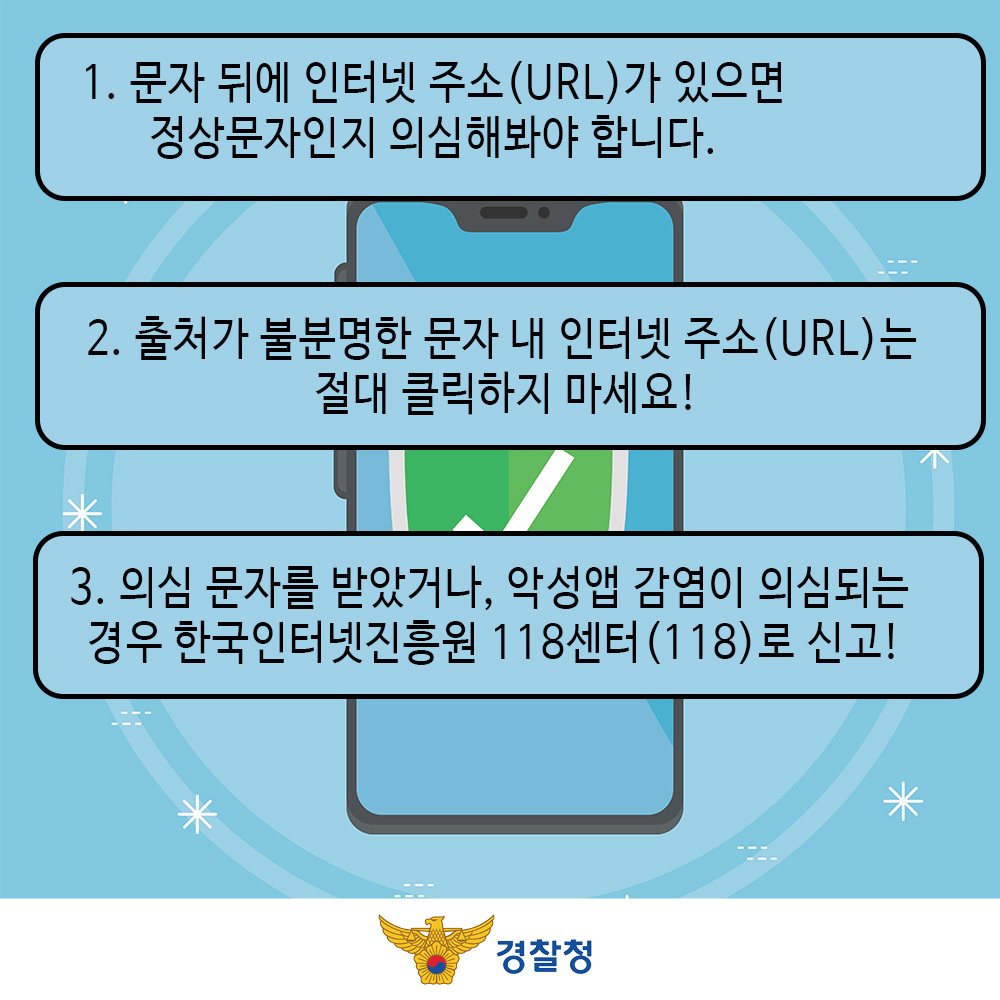 1. 문자 뒤에 인터넷 주소(URL)가 있으면
정상문자인지 의심해봐야 합니다.
2. 출처가 불분명한 문자 내 인터넷 주소(URL)는
절대 클릭하지 마세요!
3. 의심 문자를 받았거나, 악성앱 감염이 의심되는
경우 한국인터넷진흥원 118센터(118)로 신고!
경찰청